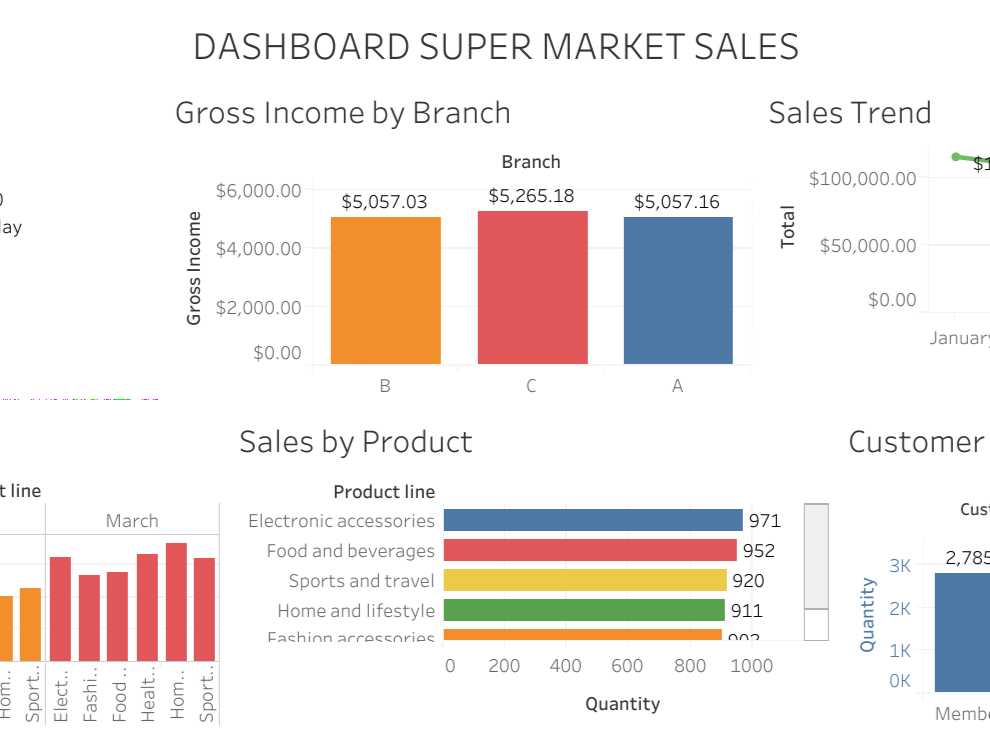 DASHBOARD SUPER MARKET SALES
Gross Income by Branch
Branch
Gross Income
$6,000.00
$4,000.00
$2,000.00
$0.00
$5,057.03
$5,265.18
$5,057.16
B
C
A
Sales Trend
Total
$100,000.00
$50,000.00
$0.00
January
Sales by Product
Product line
Electronic accessories 971
Food and beverages 952
Sports and travel 920
Home and lifestyle 911
Fashion accessories 902
0 200 400 600 800 1000
Quantity
t line
March
Hom..
Sport..
Elect..
Fashi..
Food ..
Healt..
Hom..
Sport..
Customer
Quantity
3K
2K
1K
0K
2,785